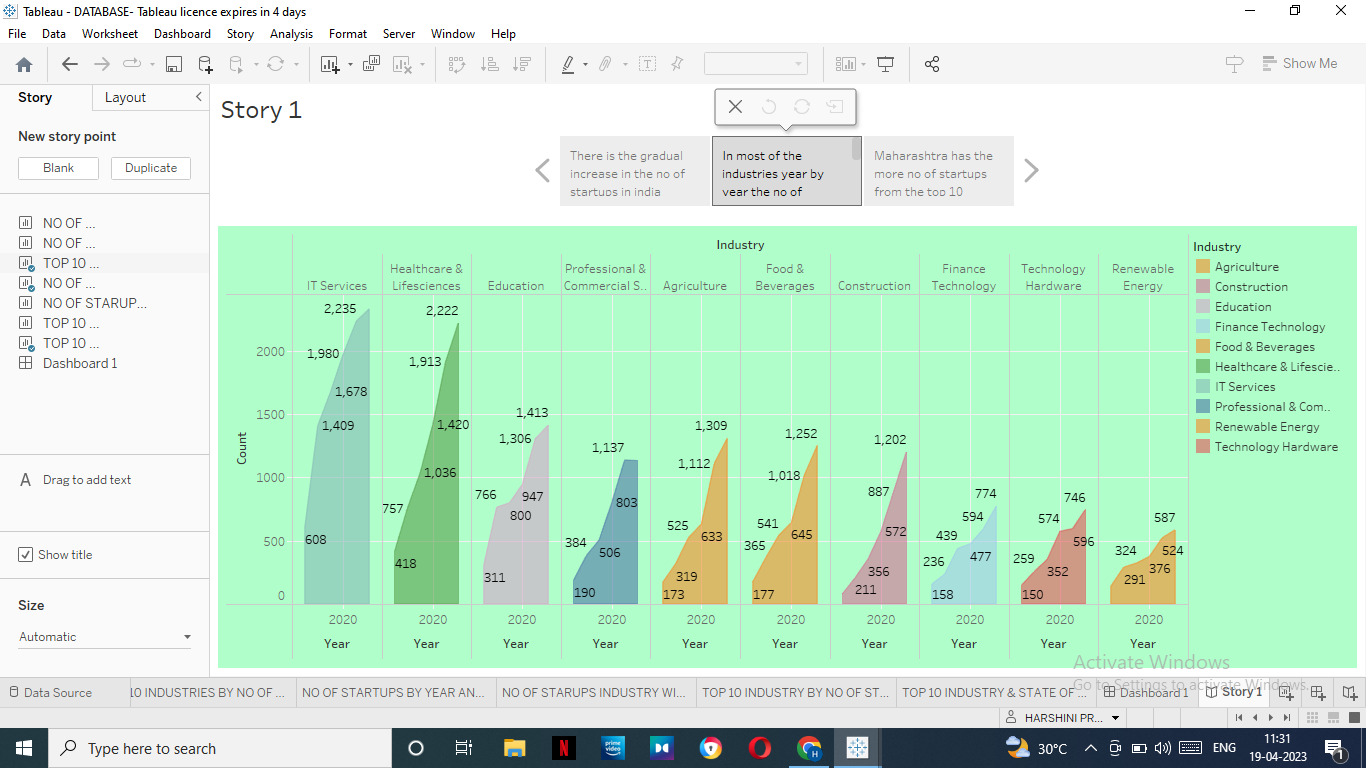 Tableau - DATABASE- Tableau licence expires in 4 days
File Data Worksheet Dashboard Story Analysis Format Server Window Help
Show Me
Story Layout
New story point
Blank Duplicate
NO OF ...
NO OF ...
TOP 10 ...
NO OF ...
NO OF STARUP...
TOP 10 ...
TOP 10 ...
Dashboard 1
A Drag to add text
Show title
Size
Automatic
Story 1
There is the gradual
increase in the no of
startups in india
In most of the
industries year by
year the no of
Maharashtra has the
more no of startups
from the top 10
Industry
IT Services
Healthcare &
Lifesciences
Education
Professional &
Commercial S..
Agriculture
Food &
Beverages
Construction
Finance
Technology
Technology
Hardware
Renewable
Energy
Count
2000
1500
1000
500
0
2,235
1,980
1,678
1,409
608
2,222
1,913
1,420
1,036
757
418
1,413
1,306
947
766
800
311
1,137
803
384
506
190
1,309
1,112
525
633
319
173
1,252
1,018
541
645
365
177
1,202
887
572
356
211
774
594
439
477
236
158
746
574
596
259
352
150
587
324
524
376
291
2020 2020 2020 2020 2020 2020 2020 2020 2020 2020
Year Year Year Year Year Year Year Year Year Year
Industry
Agriculture
Construction
Education
Finance Technology
Food & Beverages
Healthcare & Lifescie..
IT Services
Professional & Com..
Renewable Energy
Technology Hardware
Activate Windows
Go to Settings to activate Windows.
Data Source 10 INDUSTRIES BY NO OF ... NO OF STARTUPS BY YEAR AN... NO OF STARUPS INDUSTRY WI... TOP 10 INDUSTRY BY NO OF ST... TOP 10 INDUSTRY & STATE OF ... Dashboard 1 Story 1
HARSHINI PR...
Type here to search
N
prime video
H
30°C
ENG
11:31
19-04-2023
1